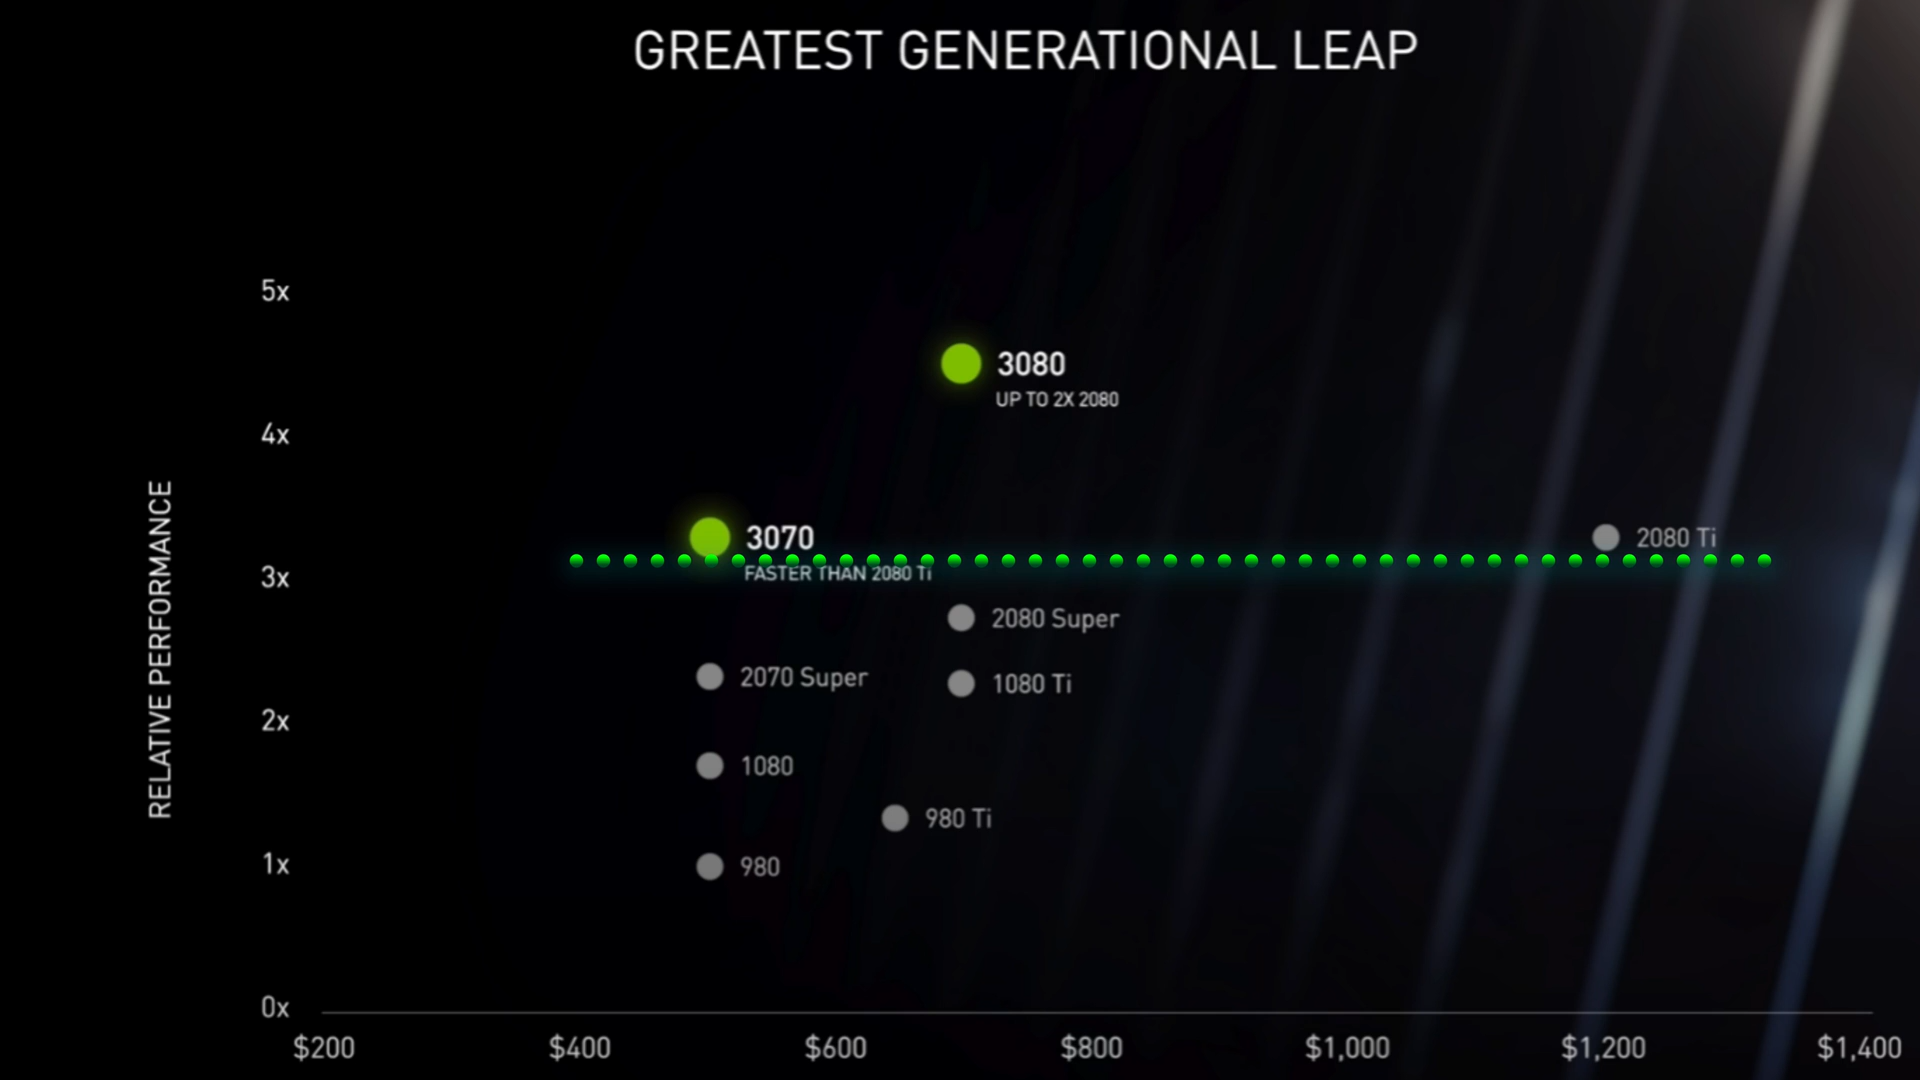 GREATEST GENERATIONAL LEAP
5x
3080
UP TO 2X 2080
4x
RELATIVE PERFORMANCE
3070
2080 Ti
FASTER THAN 2080 Ti
3x
2080 Super
2070 Super
1080 Ti
2x
1080
980 Ti
1x
980
0x
$200 $400 $600 $800 $1,000 $1,200 $1,400